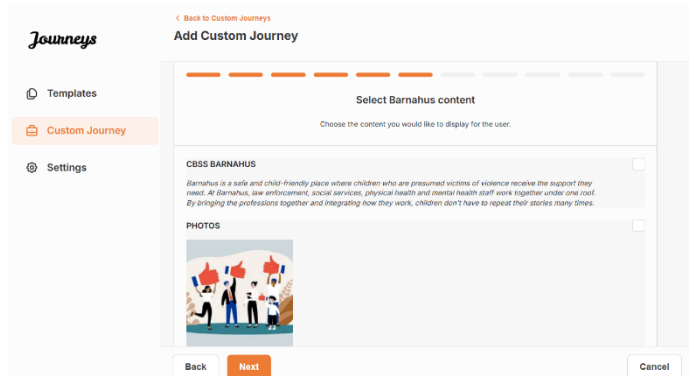 Journeys
Templates
Custom Journey
Settings
< Back to Custom Journeys
Add Custom Journey
Select Barnahus content
Choose the content you would like to display for the user.
CBSS BARNAHUS
Barnahus is a safe and child-friendly place where children who are presumed victims of violence receive the support they
need. At Barnahus, law enforcement, social services, physical health and mental health staff work together under one roof.
By bringing the professions together and integrating how they work, children don't have to repeat their stories many times.
PHOTOS
Back
Next
Cancel